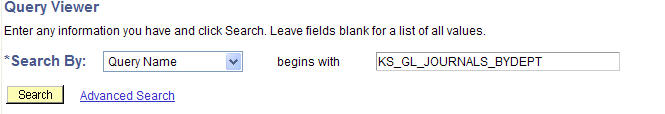 Query Viewer
Enter any information you have and click Search. Leave fields blank for a list of all values.
*Search By: Query Name begins with KS_GL_JOURNALS_BYDEPT
Search Advanced Search